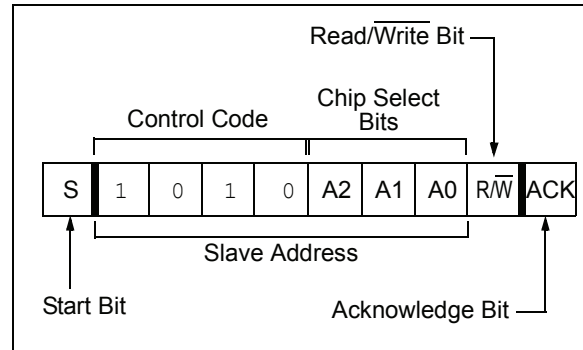 Read/Write Bit
Chip Select
Control Code Bits
S 1 0 1 0 A2 A1 A0 R/W ACK
Slave Address
Start Bit
Acknowledge Bit